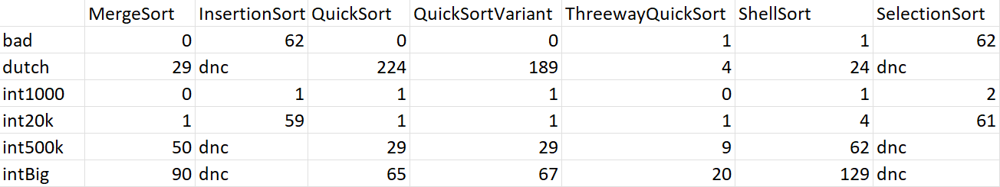 MergeSort InsertionSort QuickSort QuickSortVariant ThreewayQuickSort ShellSort SelectionSort
bad 0 62 0 0 1 1 62
dutch 29 dnc 224 189 4 24 dnc
int1000 0 1 1 1 0 1 2
int20k 1 59 1 1 1 4 61
int500k 50 dnc 29 29 9 62 dnc
intBig 90 dnc 65 67 20 129 dnc